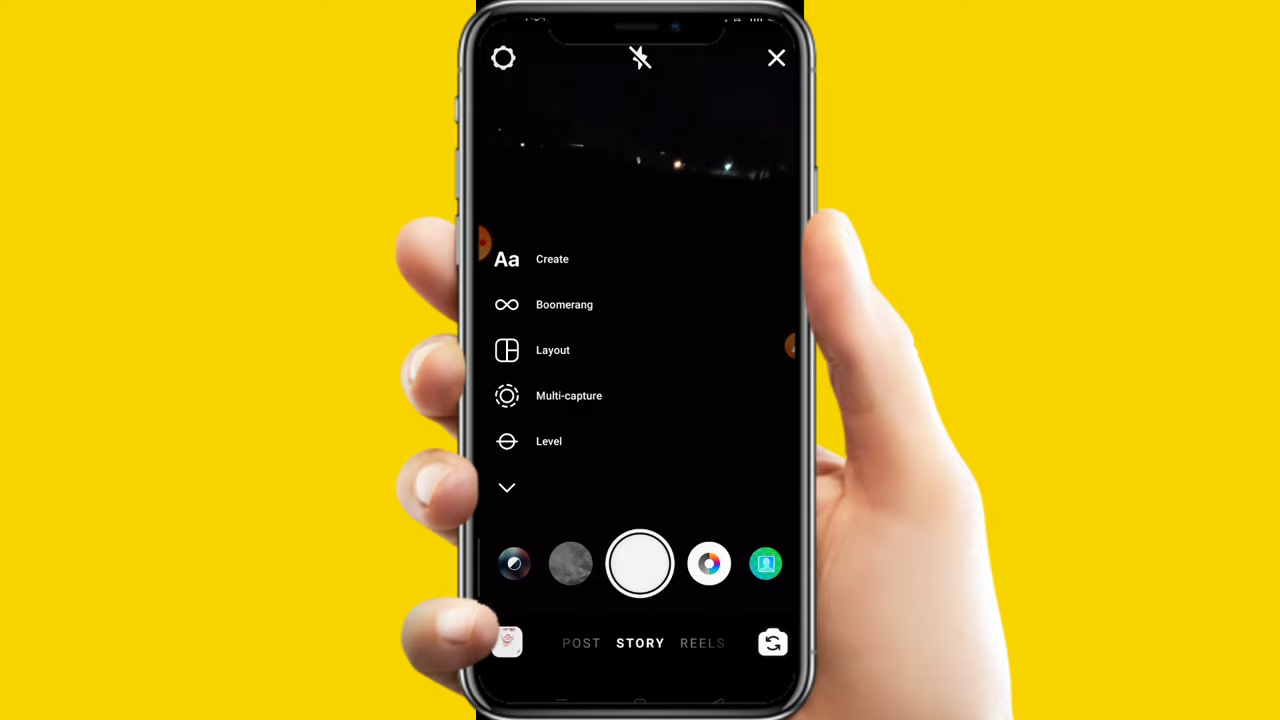 Aa Create
Boomerang
Layout
Multi-capture
Level
POST STORY REELS